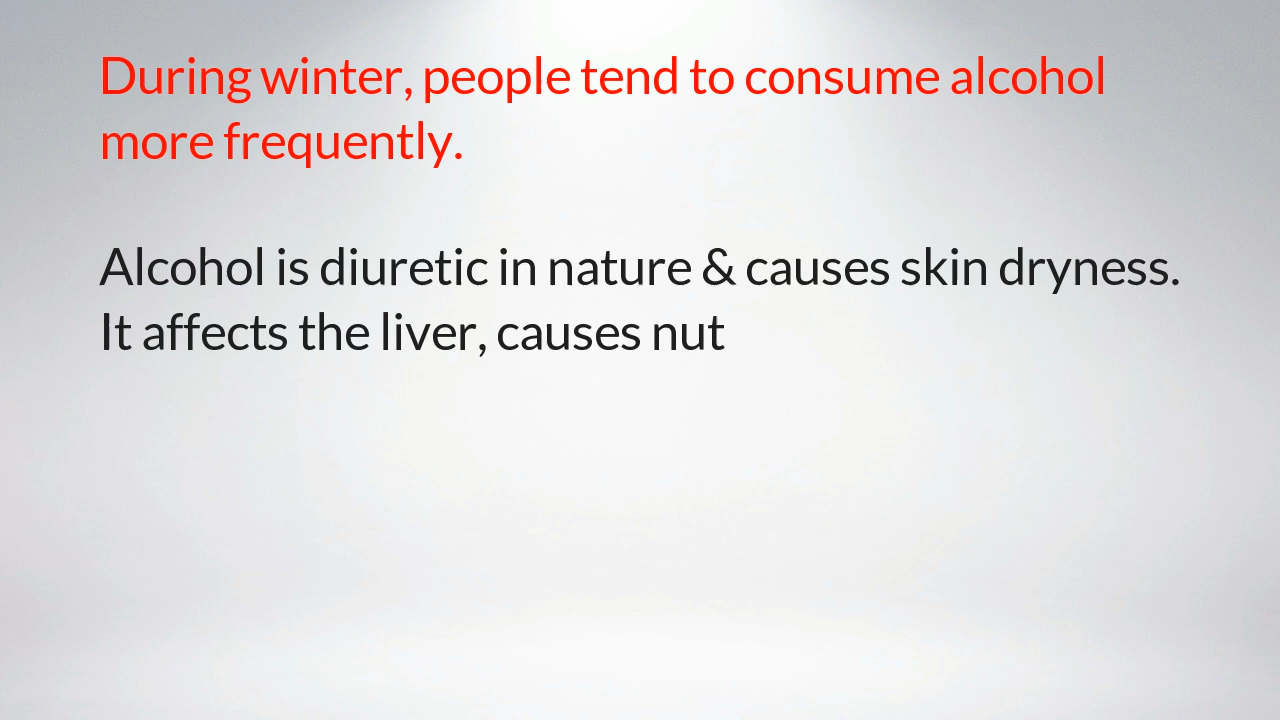 During winter, people tend to consume alcohol
more frequently.
Alcohol is diuretic in nature & causes skin dryness.
It affects the liver, causes nut